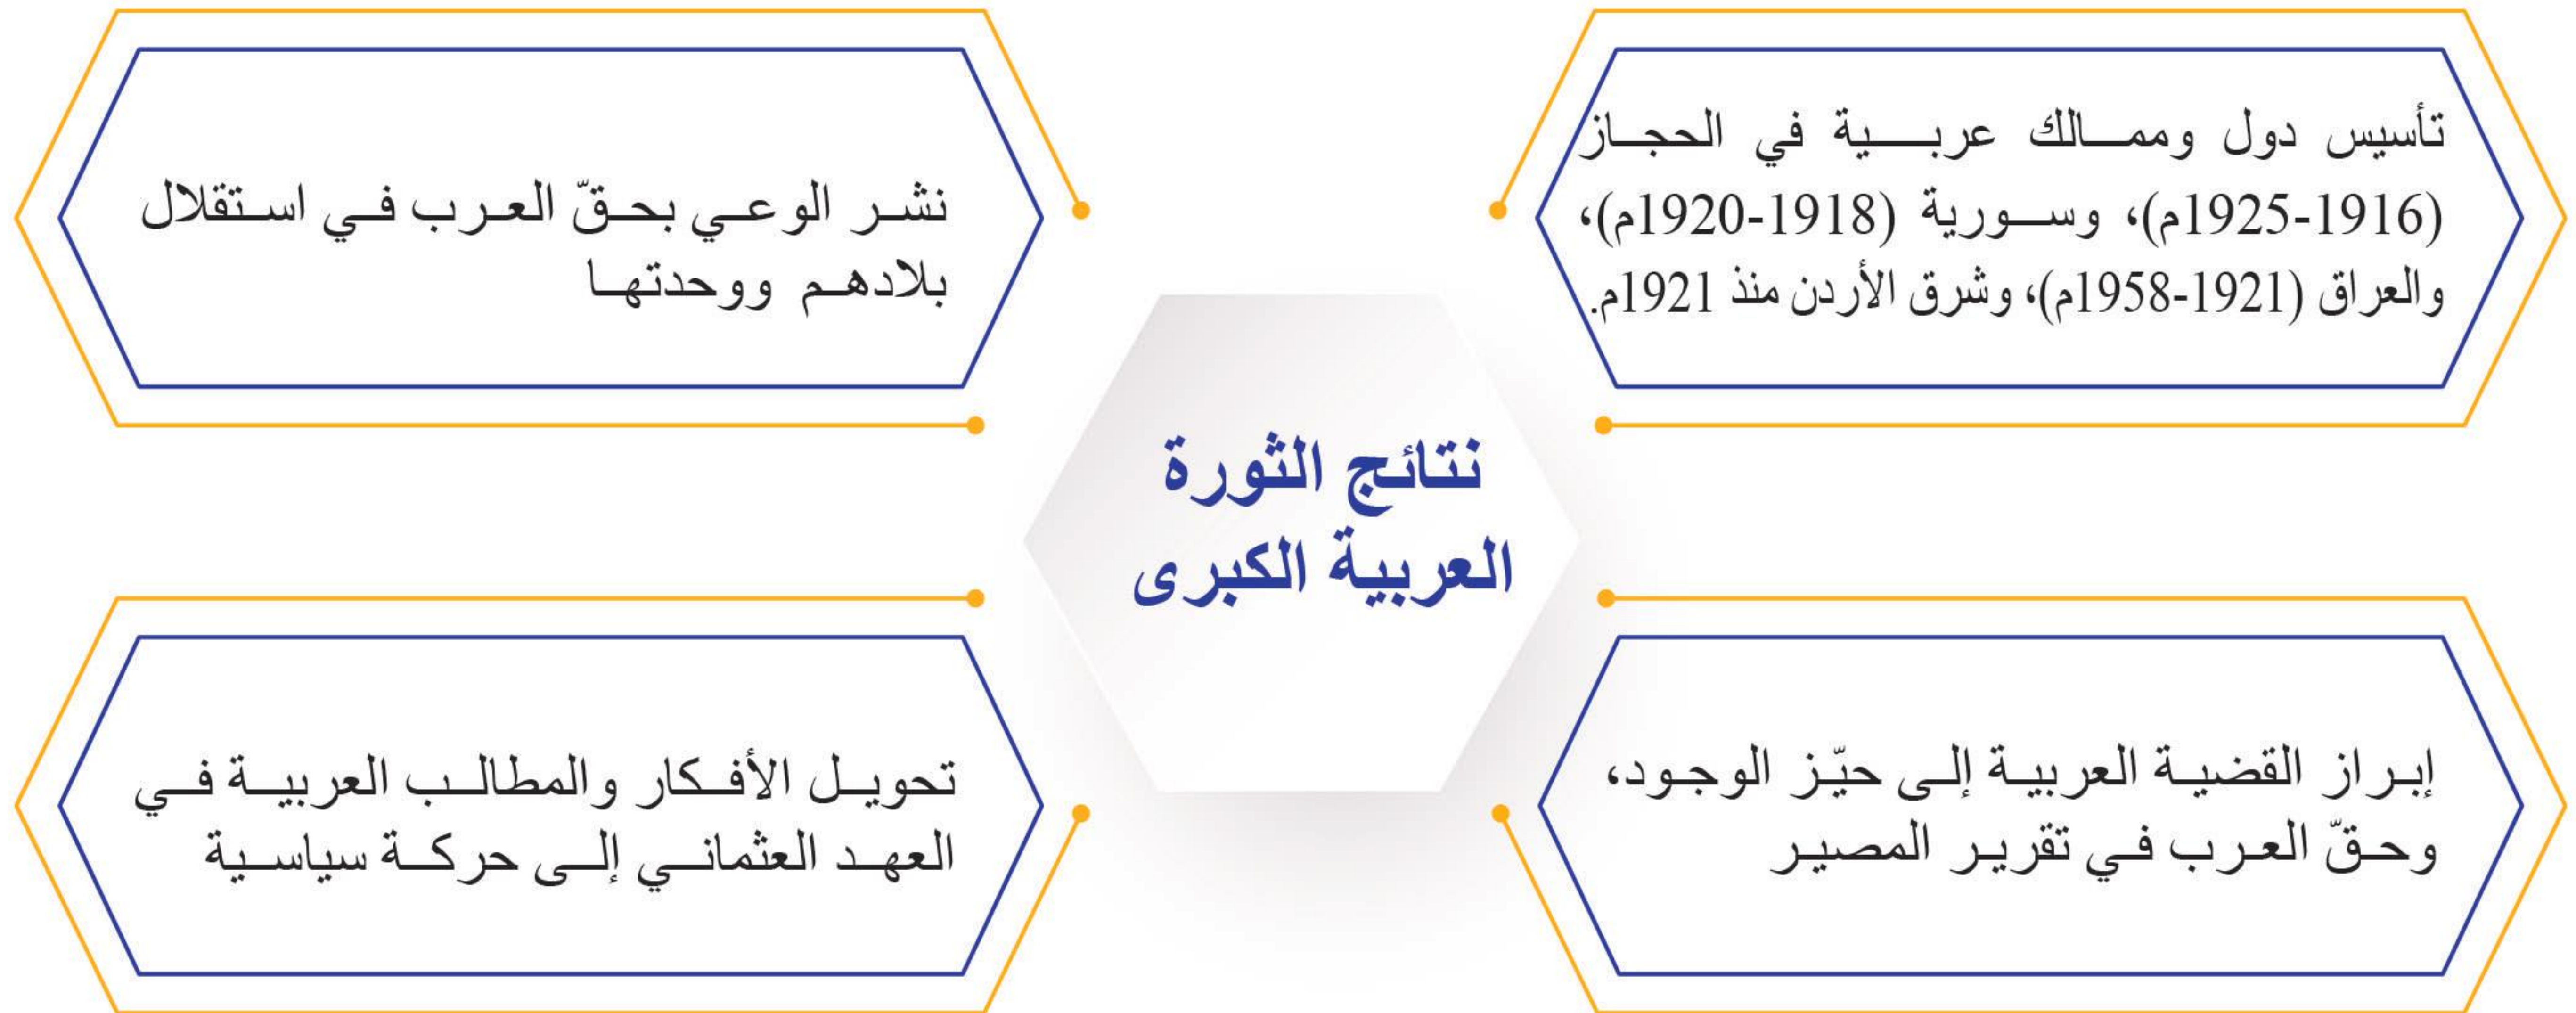 نتائج الثورة
العربية الكبرى
تأسيس دول وممالك عربية في الحجاز
(1916-1925م)، وسورية (1918-1920م)،
والعراق (1921-1958م)، وشرق الأردن منذ 1921م.
نشر الوعي بحقّ العرب في استقلال
بلادهم ووحدتها
إبراز القضية العربية إلى حيّز الوجود،
وحقّ العرب في تقرير المصير
تحويل الأفكار والمطالب العربية في
العهد العثماني إلى حركة سياسية